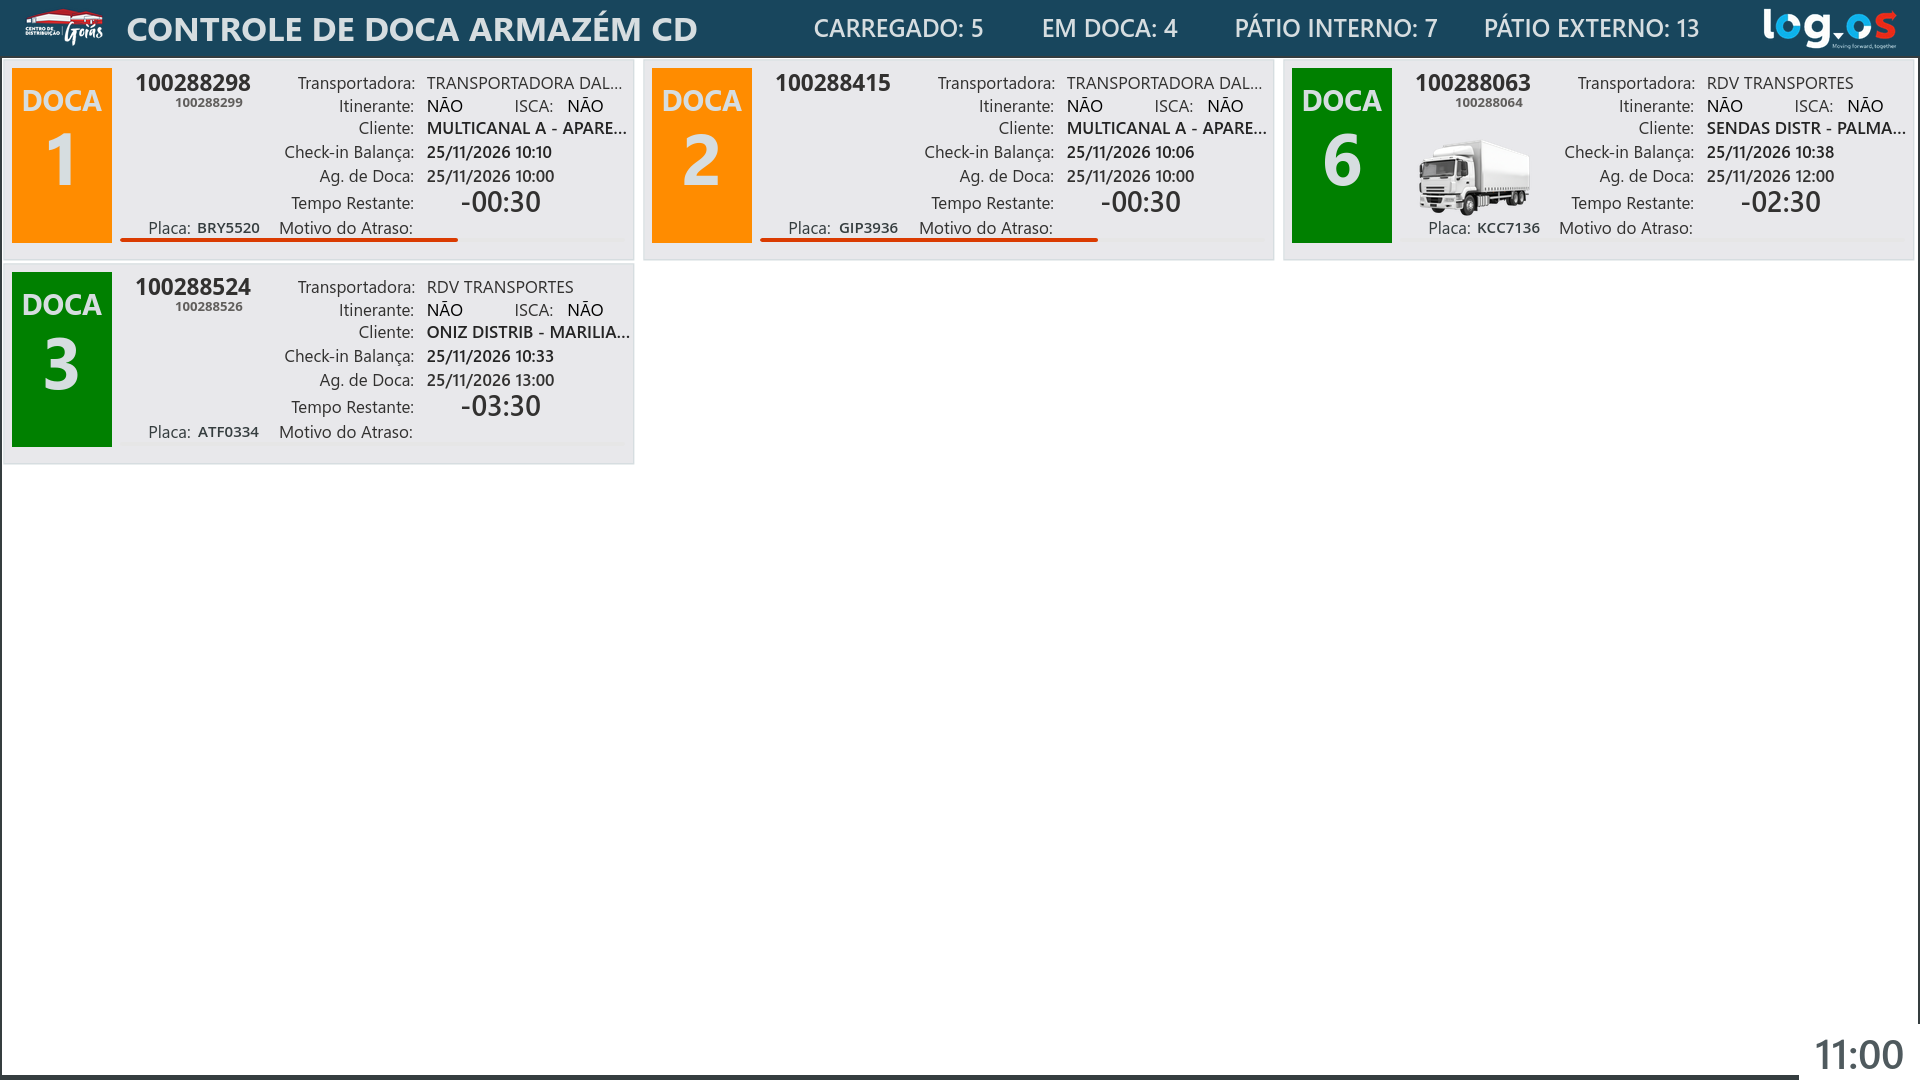 CENTRO DE DISTRIBUIÇÃO Goiás
CONTROLE DE DOCA ARMAZÉM CD
CARREGADO: 5
EM DOCA: 4
PÁTIO INTERNO: 7
PÁTIO EXTERNO: 13
log.os
Moving forward, together
DOCA
1
100288298
100288299
Transportadora: TRANSPORTADORA DAL...
Itinerante: NÃO ISCA: NÃO
Cliente: MULTICANAL A - APARE...
Check-in Balança: 25/11/2026 10:10
Ag. de Doca: 25/11/2026 10:00
Tempo Restante: -00:30
Placa: BRY5520 Motivo do Atraso:
DOCA
2
100288415
Transportadora: TRANSPORTADORA DAL...
Itinerante: NÃO ISCA: NÃO
Cliente: MULTICANAL A - APARE...
Check-in Balança: 25/11/2026 10:06
Ag. de Doca: 25/11/2026 10:00
Tempo Restante: -00:30
Placa: GIP3936 Motivo do Atraso:
DOCA
6
100288063
100288064
Transportadora: RDV TRANSPORTES
Itinerante: NÃO ISCA: NÃO
Cliente: SENDAS DISTR - PALMA...
Check-in Balança: 25/11/2026 10:38
Ag. de Doca: 25/11/2026 12:00
Tempo Restante: -02:30
Placa: KCC7136 Motivo do Atraso:
DOCA
3
100288524
100288526
Transportadora: RDV TRANSPORTES
Itinerante: NÃO ISCA: NÃO
Cliente: ONIZ DISTRIB - MARILIA...
Check-in Balança: 25/11/2026 10:33
Ag. de Doca: 25/11/2026 13:00
Tempo Restante: -03:30
Placa: ATF0334 Motivo do Atraso:
11:00